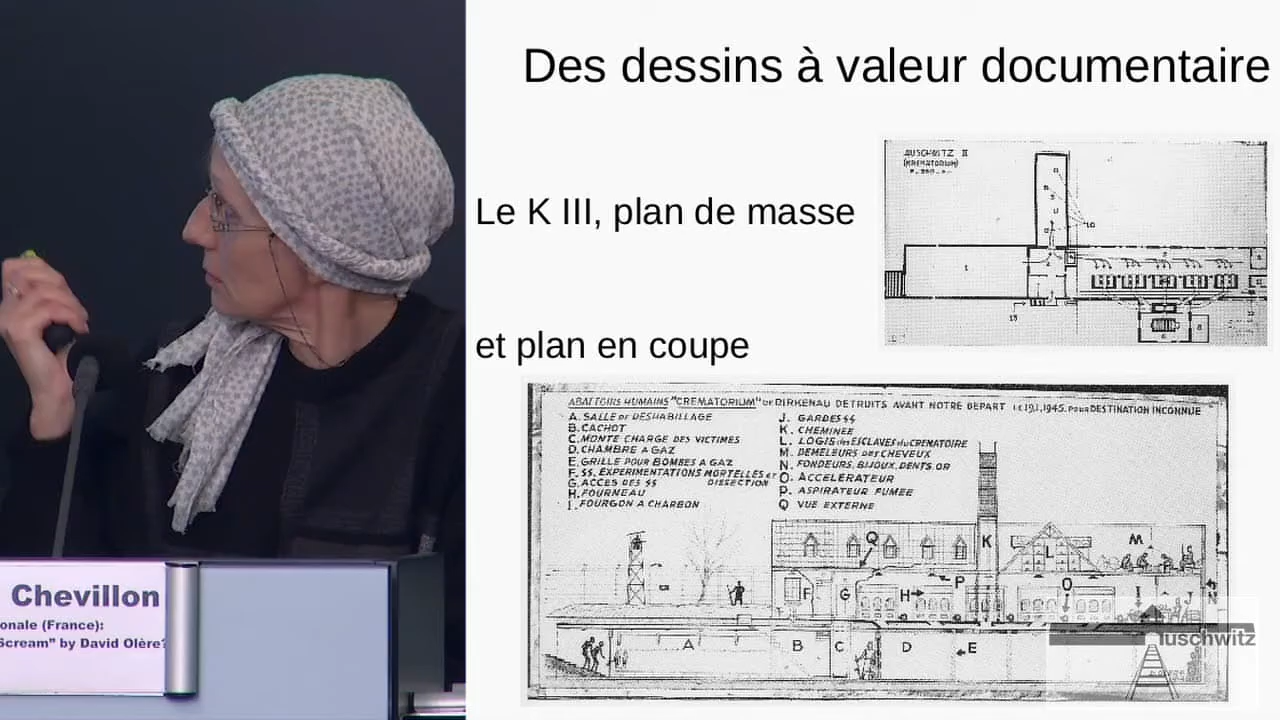 Des dessins à valeur documentaire
Le K III, plan de masse
AUSCHWITZ II
(KREMATORIUM)
et plan en coupe
ABATTOIRS HUMAINS "CREMATORIUM" DE BIRKENAU DETRUITS AVANT NOTRE DEPART LE 19.1.1945. POUR DESTINATION INCONNUE
A. SALLE DE DESHABILLAGE
B. CACHOT
C. MONTE CHARGE DES VICTIMES
D. CHAMBRE A GAZ
E. GRILLE POUR BOMBES A GAZ
F. SS. EXPERIMENTATIONS MORTELLES ET DISSECTION
G. ACCES DES SS
H. FOURNEAU
I. FOURGON A CHARBON
J. GARDES SS
K. CHEMINEE
L. LOGIS DES ESCLAVES DU CREMATOIRE
M. DEMELEURS DES CHEVEUX
N. FONDEURS, BIJOUX, DENTS, OR
O. ACCELERATEUR
P. ASPIRATEUR FUMEE
Q VUE EXTERNE
Q K L M
F G H P O I J N
A B C D E
Chevillon
onale (France):
Scream" by David Olère?
uschwitz